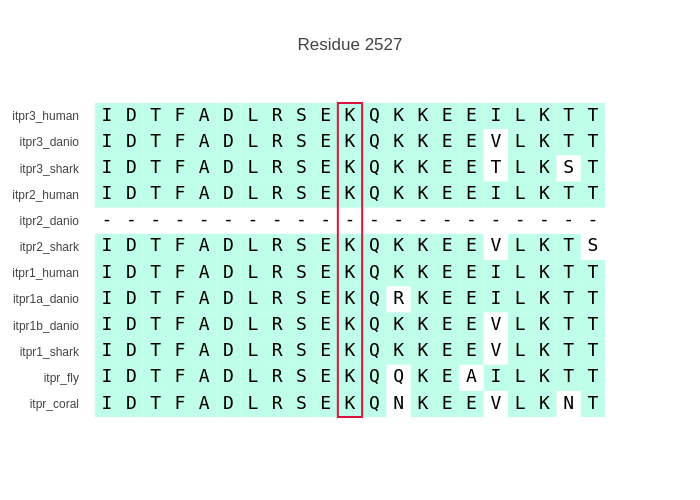 Residue 2527
itpr3_human I D T F A D L R S E K Q K K E E I L K T T
itpr3_danio I D T F A D L R S E K Q K K E E V L K T T
itpr3_shark I D T F A D L R S E K Q K K E E T L K S T
itpr2_human I D T F A D L R S E K Q K K E E I L K T T
itpr2_danio - - - - - - - - - - - - - - - - - - - - -
itpr2_shark I D T F A D L R S E K Q K K E E V L K T S
itpr1_human I D T F A D L R S E K Q K K E E I L K T T
itpr1a_danio I D T F A D L R S E K Q R K E E I L K T T
itpr1b_danio I D T F A D L R S E K Q K K E E V L K T T
itpr1_shark I D T F A D L R S E K Q K K E E V L K T T
itpr_fly I D T F A D L R S E K Q Q K E A I L K T T
itpr_coral I D T F A D L R S E K Q N K E E V L K N T